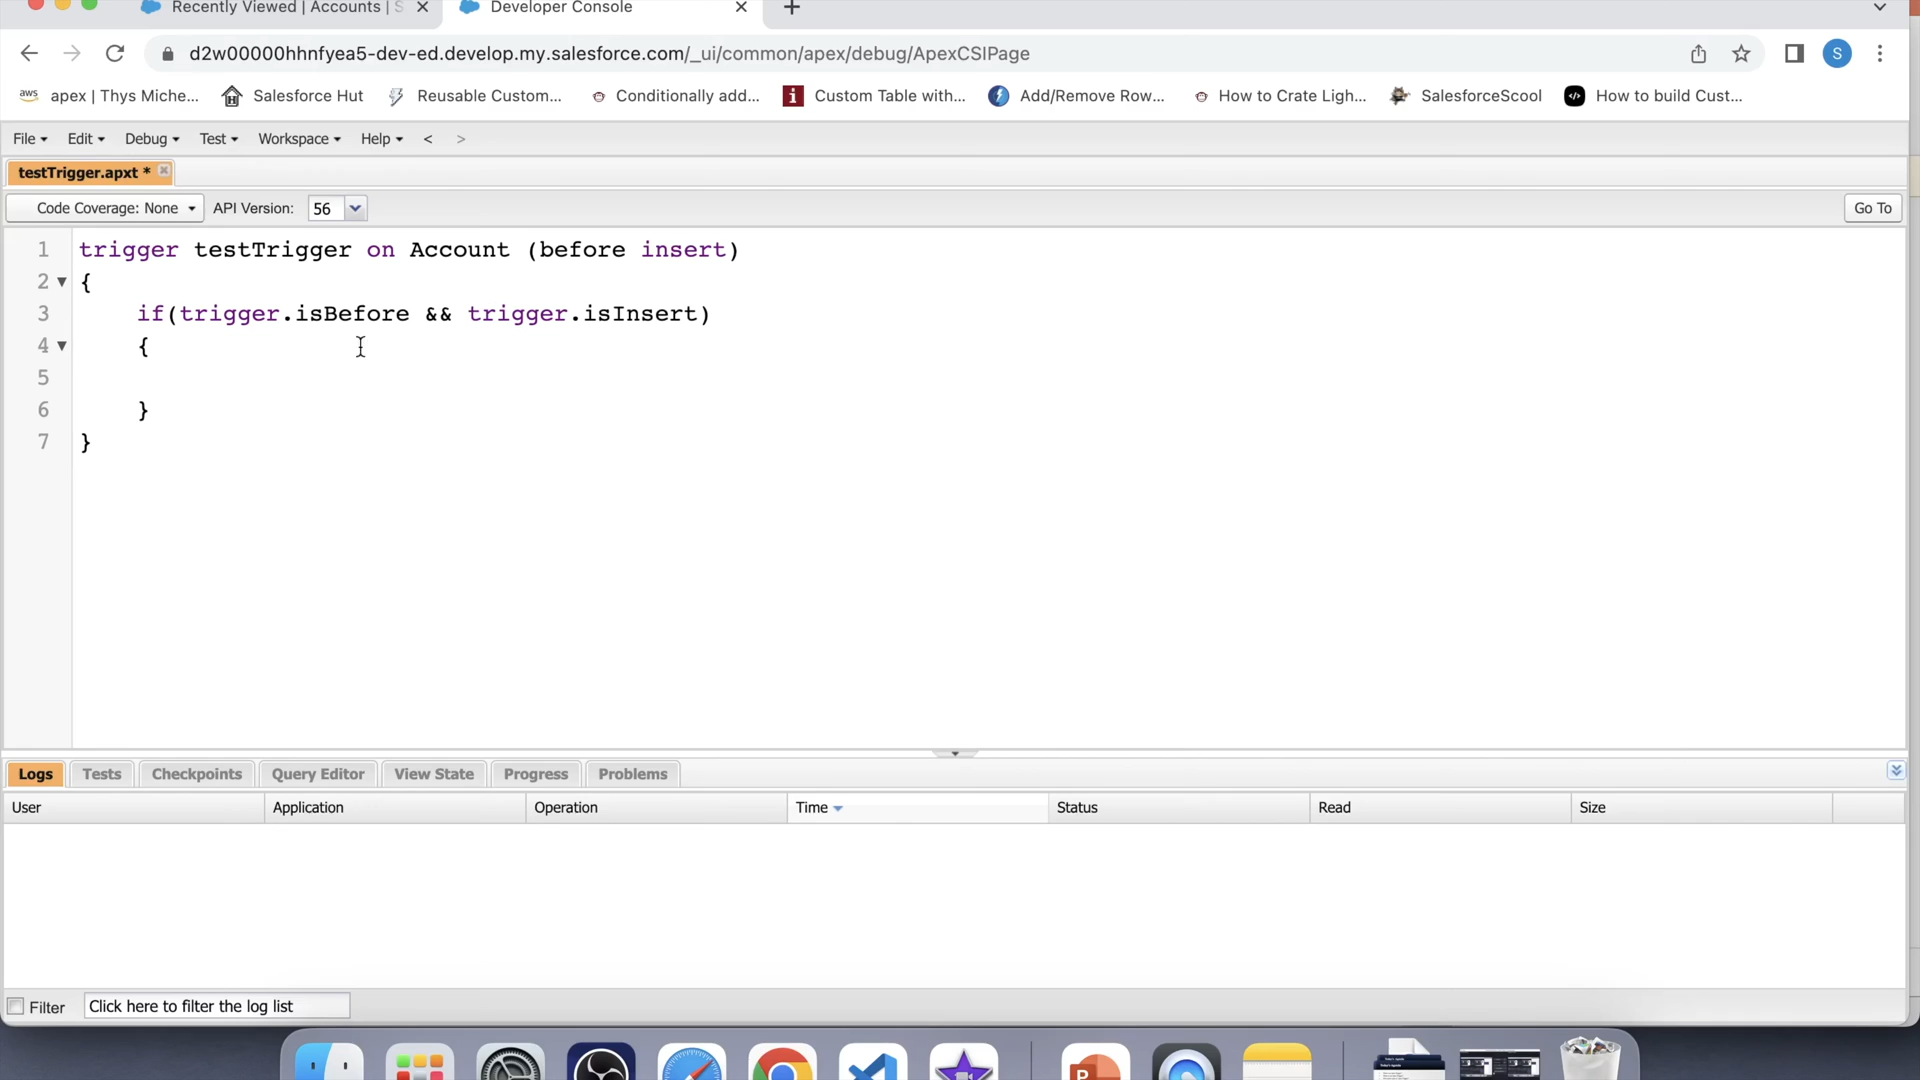 Recently Viewed | Accounts | S
Developer Console
d2w00000hhnfyea5-dev-ed.develop.my.salesforce.com/_ui/common/apex/debug/ApexCSIPage
S
aws apex | Thys Miche...
Salesforce Hut
Reusable Custom...
Conditionally add...
Custom Table with...
Add/Remove Row...
How to Crate Ligh...
SalesforceScool
How to build Cust...
File Edit Debug Test Workspace Help < >
testTrigger.apxt *
Code Coverage: None API Version: 56 Go To
1 trigger testTrigger on Account (before insert)
2 {
3 if(trigger.isBefore && trigger.isInsert)
4 {
5
6 }
7 }
Logs Tests Checkpoints Query Editor View State Progress Problems
User Application Operation Time Status Read Size
Filter Click here to filter the log list
P